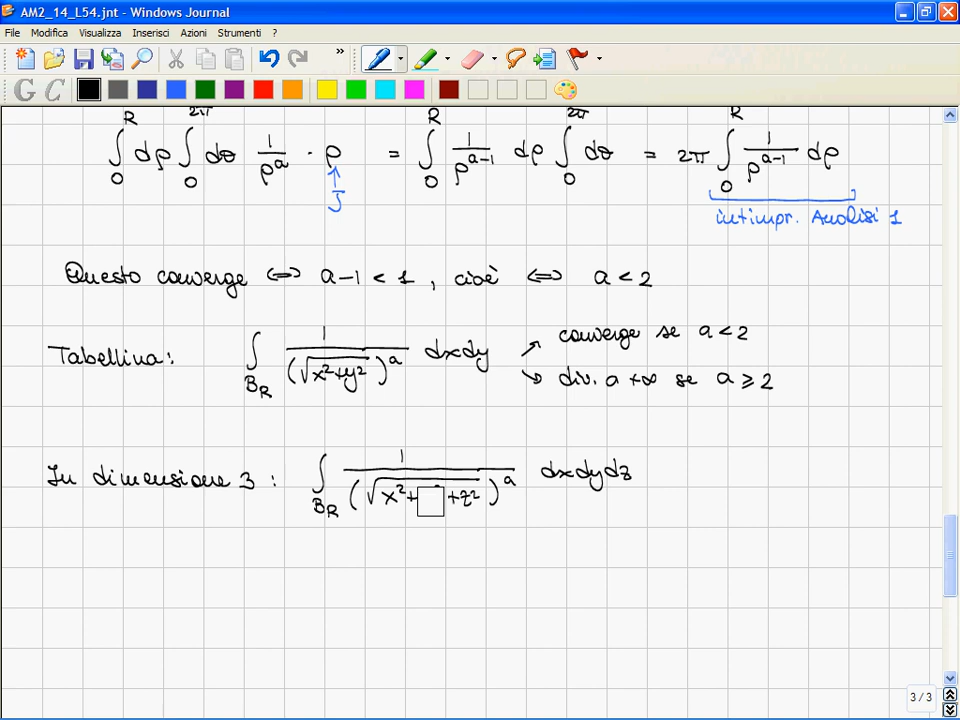 AM2_14_L54.jnt - Windows Journal
File Modifica Visualizza Inserisci Azioni Strumenti ?
G C
∫₀ᴿ dρ ∫₀^2π dθ 1/ρ^a · ρ = ∫₀ᴿ 1/ρ^(a-1) dρ ∫₀^2π dθ = 2π ∫₀ᴿ 1/ρ^(a-1) dρ
J
int impr. Analisi 1
Questo converge ⇔ a-1 < 1 , cioè ⇔ a < 2
Tabellina: ∫_{B_R} 1/(√x²+y²)^a dxdy ↗ converge se a < 2
↘ div. a +∞ se a ≥ 2
In dimensione 3 : ∫_{B_R} 1/(√x²+ +z²)^a dxdydz
3 / 3